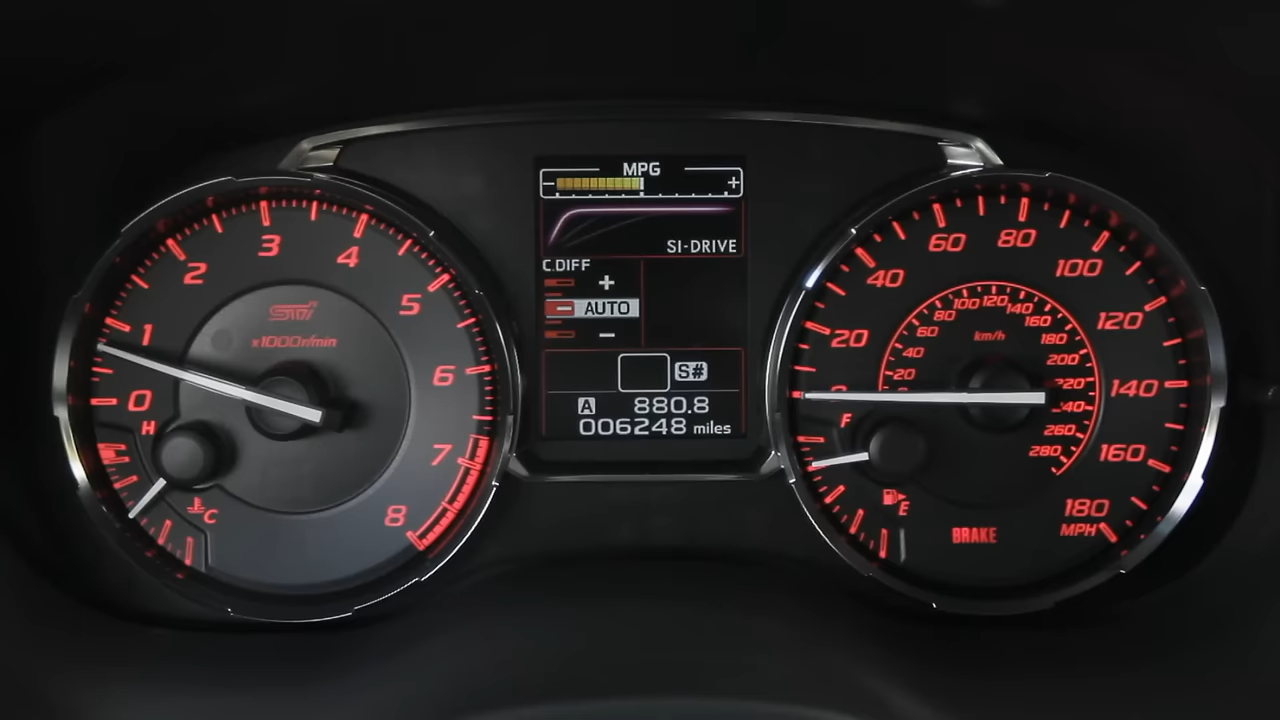 0
1
2
3
4
5
6
7
8
STI
x1000r/min
H
C
MPG
- +
SI-DRIVE
C.DIFF
+
AUTO
-
S#
A 880.8
006248 miles
20
40
60
80
100
120
140
160
180
MPH
20
40
60
80
100
120
140
160
180
200
220
240
260
280
km/h
F
E
BRAKE